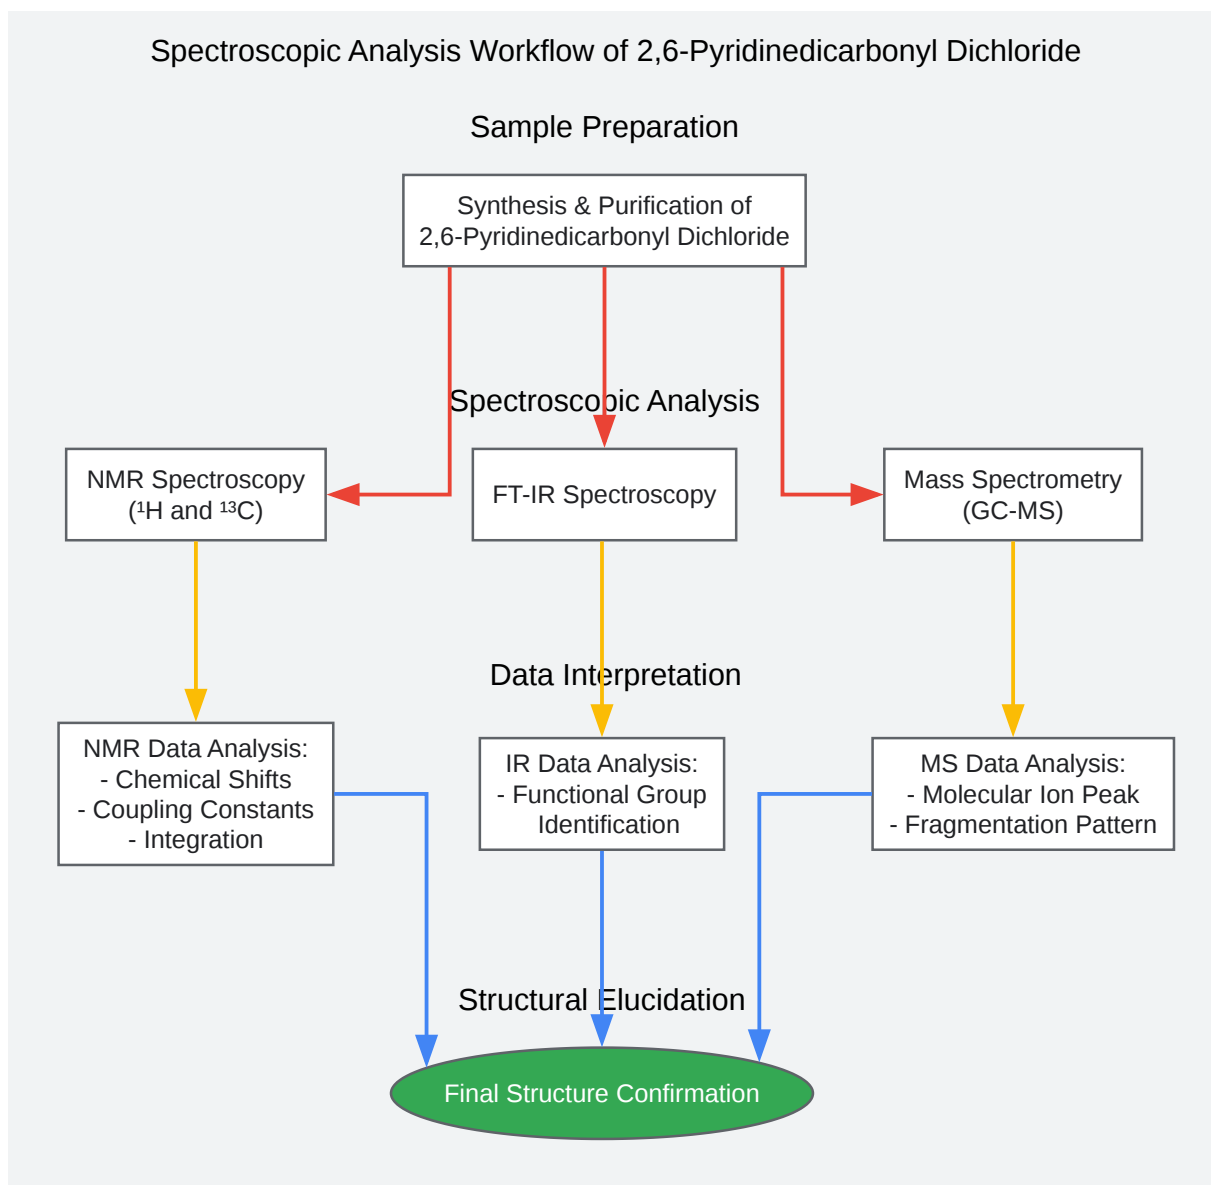 Spectroscopic Analysis Workflow of 2,6-Pyridinedicarbonyl Dichloride
Sample Preparation
Synthesis & Purification of
2,6-Pyridinedicarbonyl Dichloride
Spectroscopic Analysis
NMR Spectroscopy
(¹H and ¹³C)
FT-IR Spectroscopy
Mass Spectrometry
(GC-MS)
Data Interpretation
NMR Data Analysis:
- Chemical Shifts
- Coupling Constants
- Integration
IR Data Analysis:
- Functional Group
Identification
MS Data Analysis:
- Molecular Ion Peak
- Fragmentation Pattern
Structural Elucidation
Final Structure Confirmation